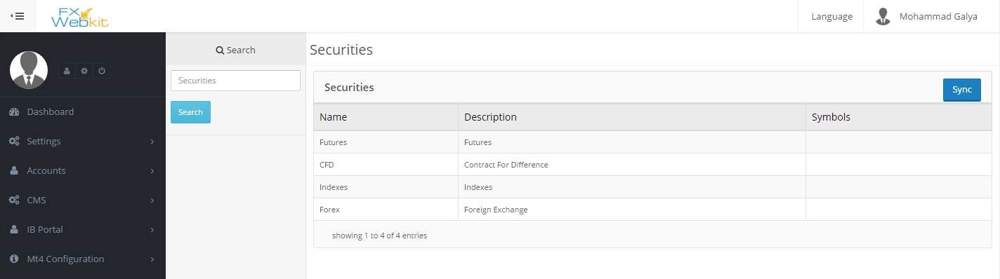 FX
Webkit
Language
Mohammad Galya
Search
Securities
Search
Dashboard
Settings
Accounts
CMS
IB Portal
Mt4 Configuration
Securities
Securities
Sync
Name Description Symbols
Futures Futures
CFD Contract For Difference
Indexes Indexes
Forex Foreign Exchange
showing 1 to 4 of 4 entries